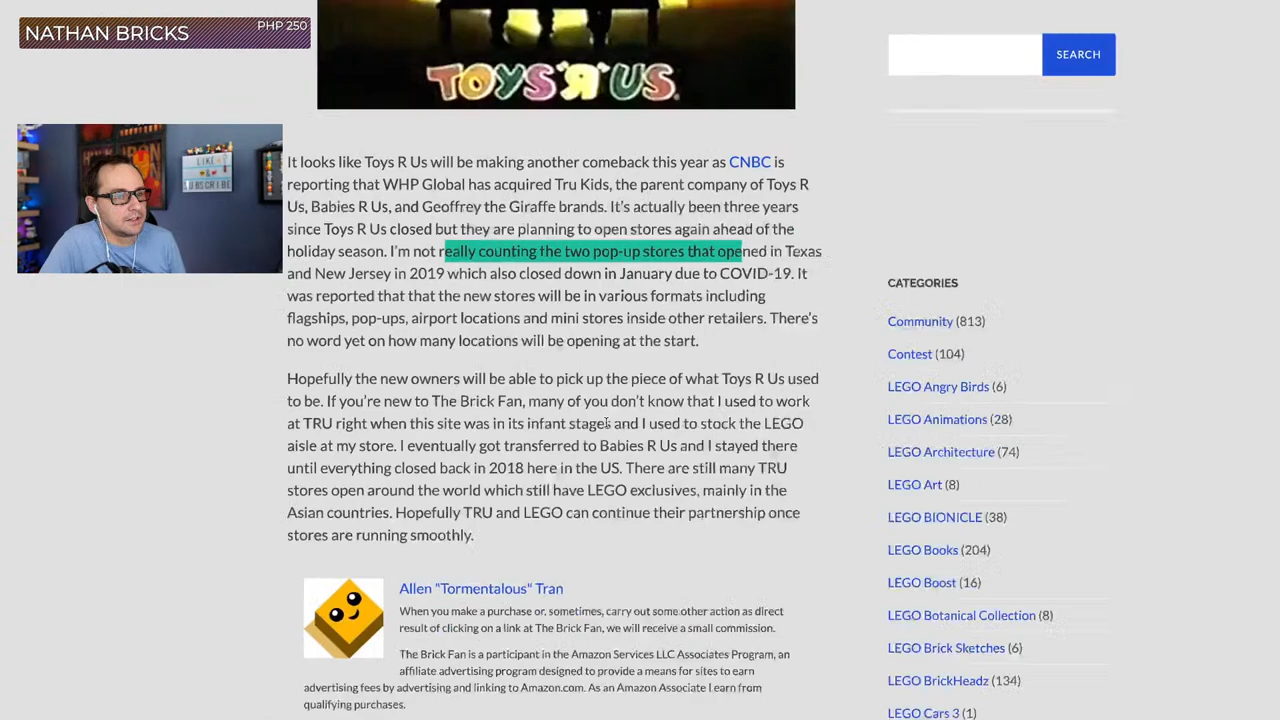 NATHAN BRICKS
PHP 250
TOYS "R" US.
SEARCH
LIKE
&
SUBSCRIBE
It looks like Toys R Us will be making another comeback this year as CNBC is
reporting that WHP Global has acquired Tru Kids, the parent company of Toys R
Us, Babies R Us, and Geoffrey the Giraffe brands. It's actually been three years
since Toys R Us closed but they are planning to open stores again ahead of the
holiday season. I'm not really counting the two pop-up stores that opened in Texas
and New Jersey in 2019 which also closed down in January due to COVID-19. It
was reported that that the new stores will be in various formats including
flagships, pop-ups, airport locations and mini stores inside other retailers. There's
no word yet on how many locations will be opening at the start.
Hopefully the new owners will be able to pick up the piece of what Toys R Us used
to be. If you're new to The Brick Fan, many of you don't know that I used to work
at TRU right when this site was in its infant stages and I used to stock the LEGO
aisle at my store. I eventually got transferred to Babies R Us and I stayed there
until everything closed back in 2018 here in the US. There are still many TRU
stores open around the world which still have LEGO exclusives, mainly in the
Asian countries. Hopefully TRU and LEGO can continue their partnership once
stores are running smoothly.
Allen "Tormentalous" Tran
When you make a purchase or, sometimes, carry out some other action as direct
result of clicking on a link at The Brick Fan, we will receive a small commission.
The Brick Fan is a participant in the Amazon Services LLC Associates Program, an
affiliate advertising program designed to provide a means for sites to earn
advertising fees by advertising and linking to Amazon.com. As an Amazon Associate I earn from
qualifying purchases.
CATEGORIES
Community (813)
Contest (104)
LEGO Angry Birds (6)
LEGO Animations (28)
LEGO Architecture (74)
LEGO Art (8)
LEGO BIONICLE (38)
LEGO Books (204)
LEGO Boost (16)
LEGO Botanical Collection (8)
LEGO Brick Sketches (6)
LEGO BrickHeadz (134)
LEGO Cars 3 (1)